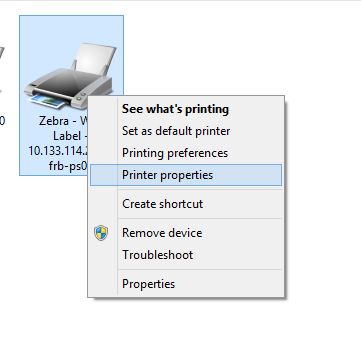 0
Zebra - W
Label -
10.133.114.2
frb-ps0
See what's printing
Set as default printer
Printing preferences
Printer properties
Create shortcut
Remove device
Troubleshoot
Properties